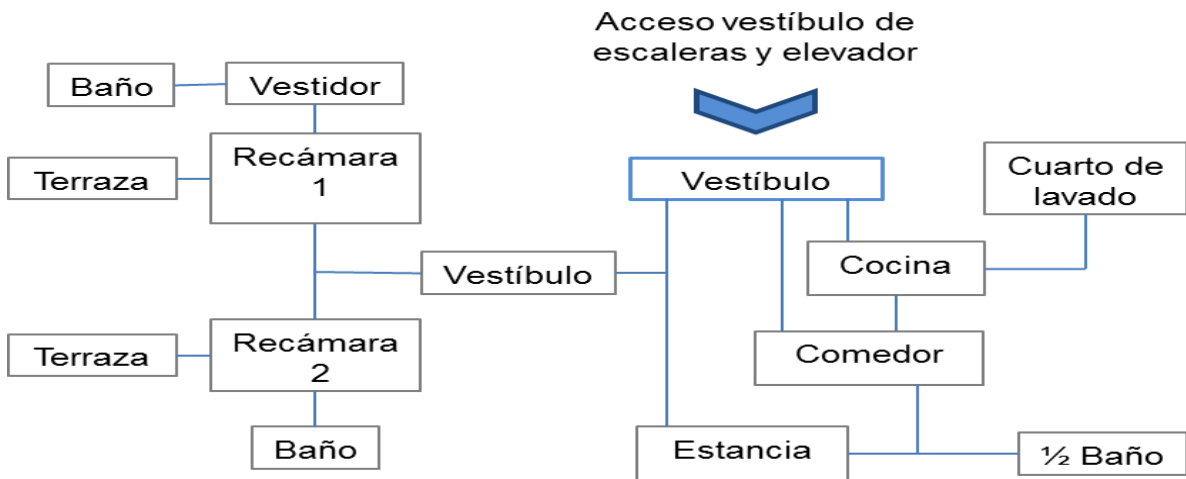 Acceso vestíbulo de
escaleras y elevador
Baño
Vestidor
Recámara
1
Terraza
Vestíbulo
Cuarto de
lavado
Cocina
Vestíbulo
Recámara
2
Terraza
Comedor
Baño
Estancia
½ Baño